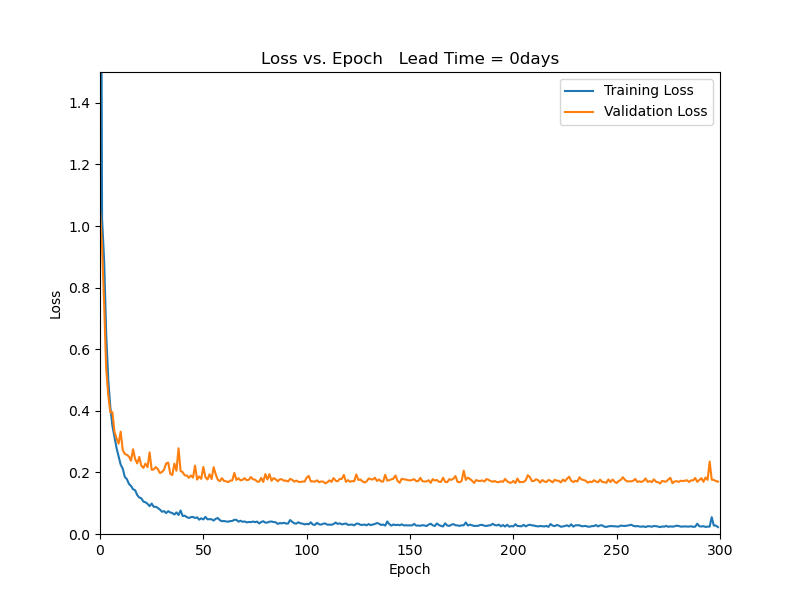 Loss vs. Epoch   Lead Time = 0days
Training Loss
Validation Loss
Loss
1.4
1.2
1.0
0.8
0.6
0.4
0.2
0.0
0 50 100 150 200 250 300
Epoch